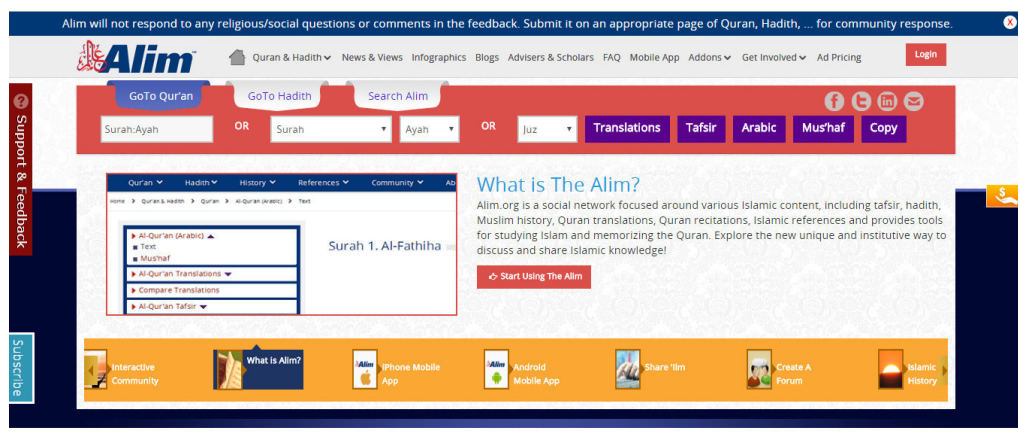 Alim will not respond to any religious/social questions or comments in the feedback. Submit it on an appropriate page of Quran, Hadith, ... for community response.
X
Alim
Quran & Hadith News & Views Infographics Blogs Advisers & Scholars FAQ Mobile App Addons Get Involved Ad Pricing
Login
GoTo Qur'an GoTo Hadith Search Alim
Surah:Ayah OR Surah Ayah OR Juz Translations Tafsir Arabic Mus'haf Copy
? Support & Feedback
Qur'an Hadith History References Community Ab
Home > Qur'an & Hadith > Qur'an > Al-Quran (Arabic) > Text
Al-Qur'an (Arabic)
Text
Mus'haf
Al-Qur'an Translations
Compare Translations
Al-Qur'an Tafsir
Surah 1. Al-Fathiha
What is The Alim?
Alim.org is a social network focused around various Islamic content, including tafsir, hadith,
Muslim history, Quran translations, Quran recitations, Islamic references and provides tools
for studying Islam and memorizing the Quran. Explore the new unique and institutive way to
discuss and share Islamic knowledge!
Start Using The Alim
Subscribe
Interactive
Community
What is Alim?
Alim
iPhone Mobile
App
Alim
Android
Mobile App
Share 'Ilm
Create A
Forum
Islamic
History